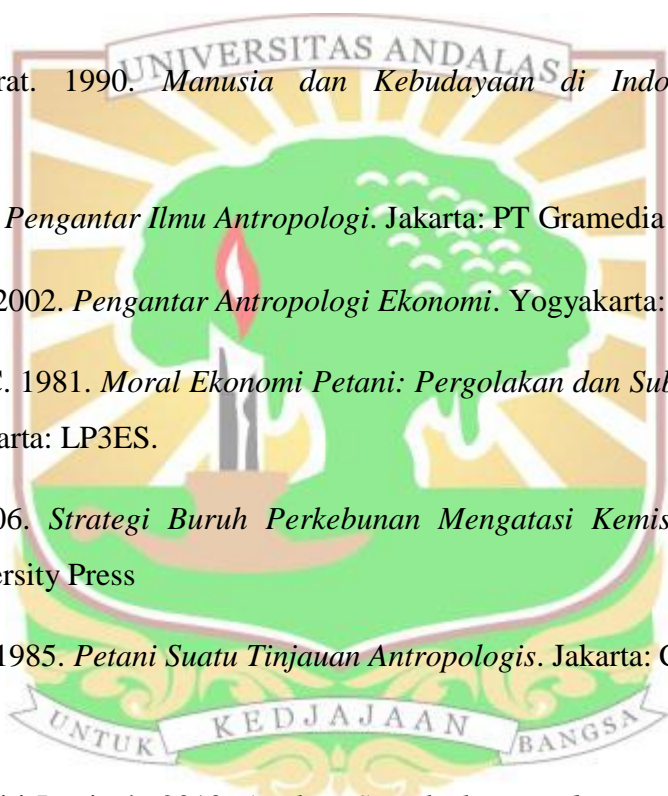 UNIVERSITAS ANDALAS
rat. 1990. Manusia dan Kebudayaan di Indo
Pengantar Ilmu Antropologi. Jakarta: PT Gramedia
2002. Pengantar Antropologi Ekonomi. Yogyakarta:
C. 1981. Moral Ekonomi Petani: Pergolakan dan Sub
arta: LP3ES.
06. Strategi Buruh Perkebunan Mengatasi Kemis
ersity Press
1985. Petani Suatu Tinjauan Antropologis. Jakarta: C
UNTUK KEDJAJAAN BANGSA